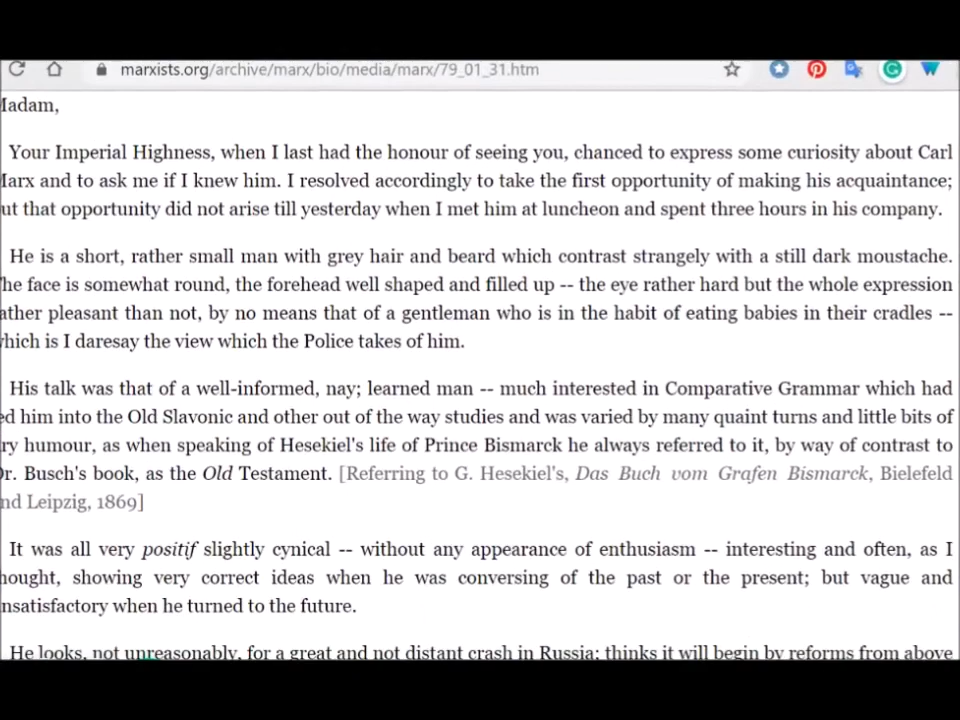 marxists.org/archive/marx/bio/media/marx/79_01_31.htm
Madam,
Your Imperial Highness, when I last had the honour of seeing you, chanced to express some curiosity about Carl
Marx and to ask me if I knew him. I resolved accordingly to take the first opportunity of making his acquaintance;
ut that opportunity did not arise till yesterday when I met him at luncheon and spent three hours in his company.
He is a short, rather small man with grey hair and beard which contrast strangely with a still dark moustache.
The face is somewhat round, the forehead well shaped and filled up -- the eye rather hard but the whole expression
ather pleasant than not, by no means that of a gentleman who is in the habit of eating babies in their cradles --
which is I daresay the view which the Police takes of him.
His talk was that of a well-informed, nay; learned man -- much interested in Comparative Grammar which had
ed him into the Old Slavonic and other out of the way studies and was varied by many quaint turns and little bits of
ry humour, as when speaking of Hesekiel's life of Prince Bismarck he always referred to it, by way of contrast to
Dr. Busch's book, as the Old Testament. [Referring to G. Hesekiel's, Das Buch vom Grafen Bismarck, Bielefeld
nd Leipzig, 1869]
It was all very positif slightly cynical -- without any appearance of enthusiasm -- interesting and often, as I
hought, showing very correct ideas when he was conversing of the past or the present; but vague and
nsatisfactory when he turned to the future.
He looks, not unreasonably, for a great and not distant crash in Russia; thinks it will begin by reforms from above